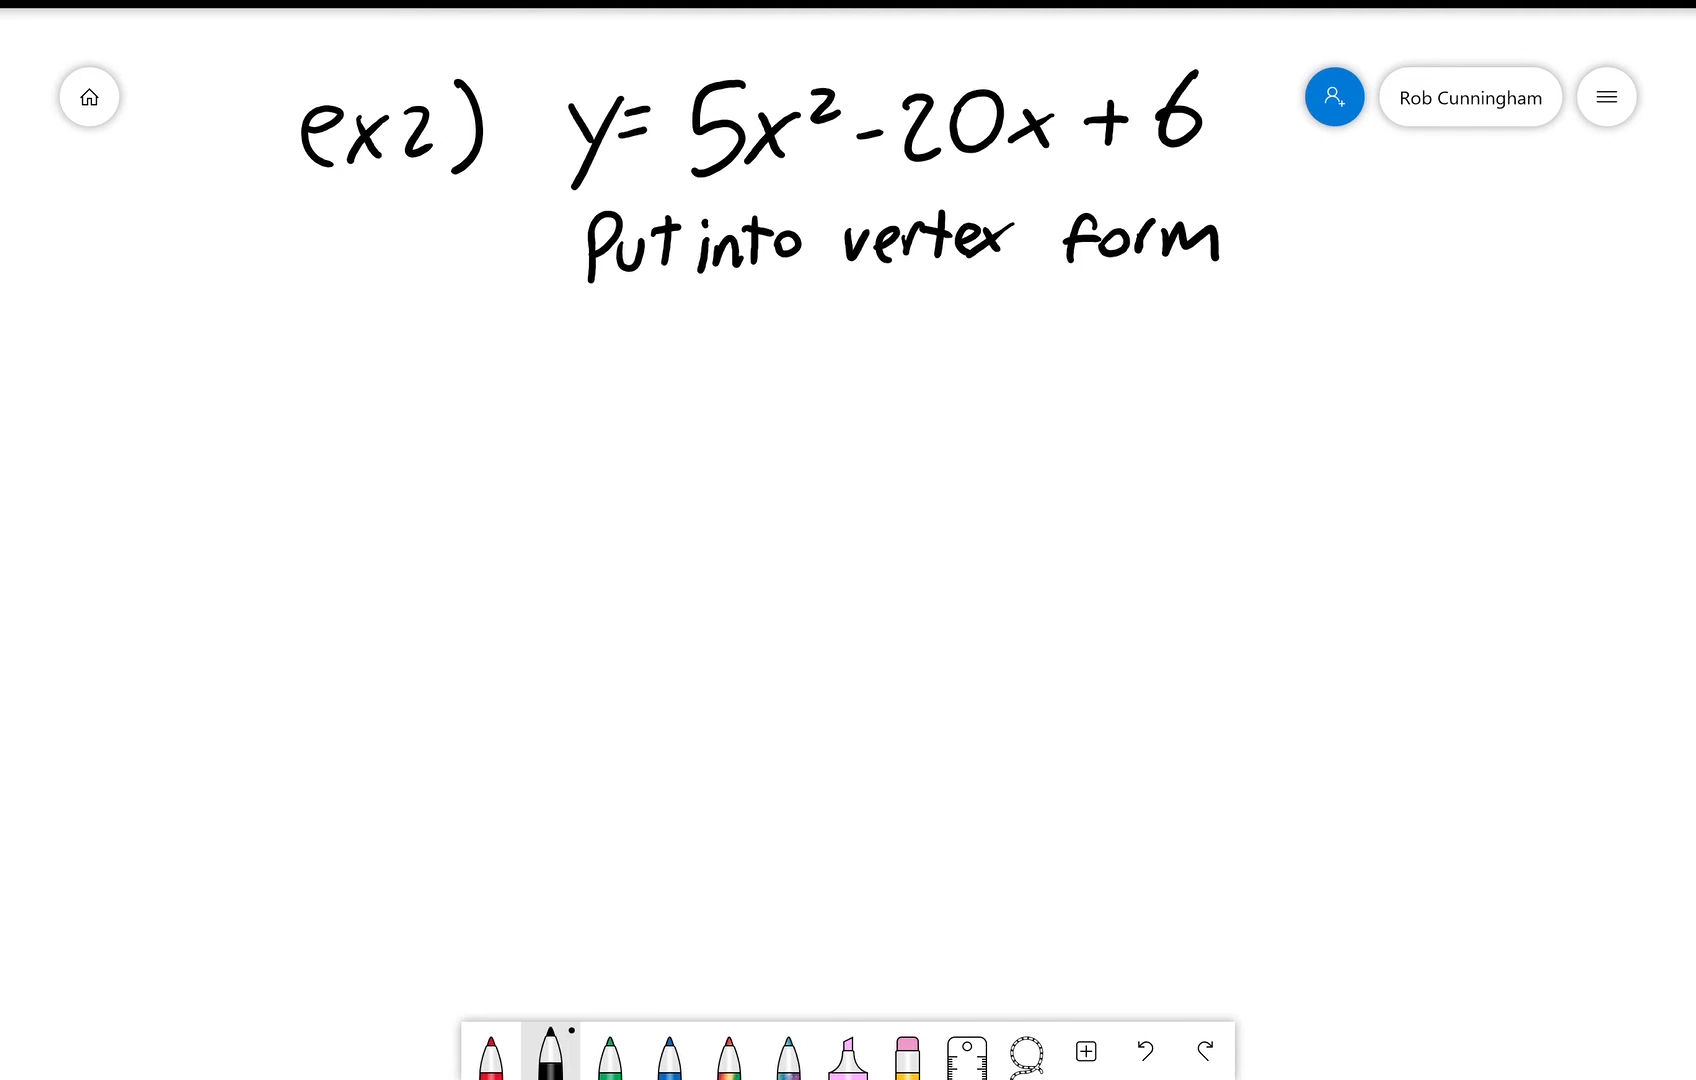 ex2) y= 5x²-20x+6
Rob Cunningham
Put into vertex form